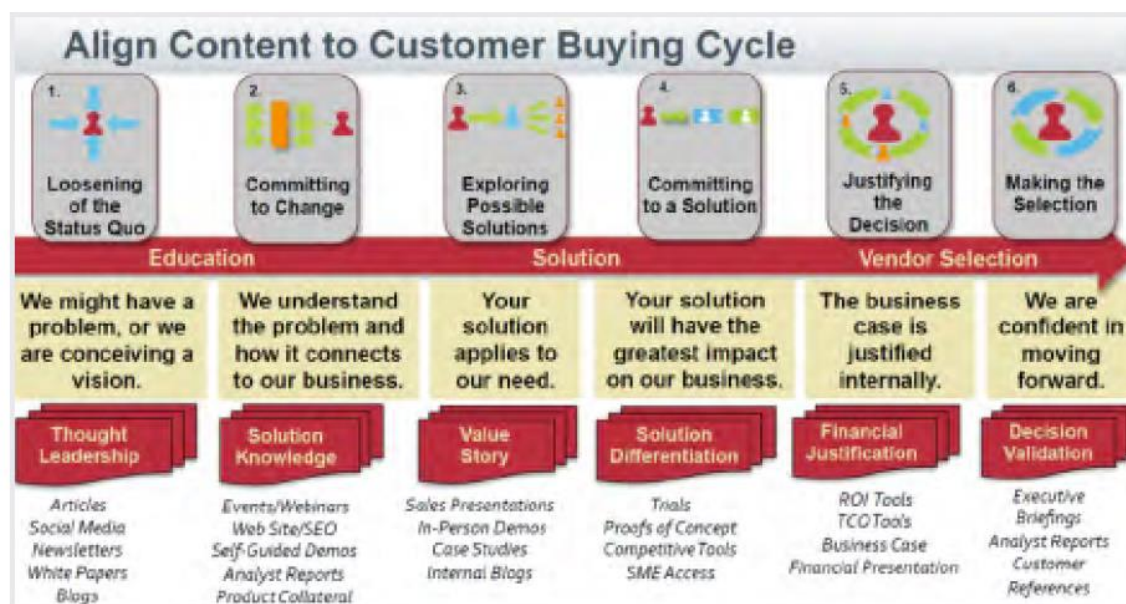 Align Content to Customer Buying Cycle
1.
Loosening
of the
Status Quo
2.
Committing
to Change
3.
Exploring
Possible
Solutions
4.
Committing
to a Solution
5.
Justifying
the
Decision
6.
Making the
Selection
Education
Solution
Vendor Selection
We might have a
problem, or we
are conceiving a
vision.
We understand
the problem and
how it connects
to our business.
Your
solution
applies to
our need.
Your solution
will have the
greatest impact
on our business.
The business
case is
justified
internally.
We are
confident in
moving
forward.
Thought
Leadership
Solution
Knowledge
Value
Story
Solution
Differentiation
Financial
Justification
Decision
Validation
Articles
Social Media
Newsletters
White Papers
Blogs
Events/Webinars
Web Site/SEO
Self-Guided Demos
Analyst Reports
Product Collateral
Sales Presentations
In-Person Demos
Case Studies
Internal Blogs
Trials
Proofs of Concept
Competitive Tools
SME Access
ROI Tools
TCO Tools
Business Case
Financial Presentation
Executive
Briefings
Analyst Reports
Customer
References